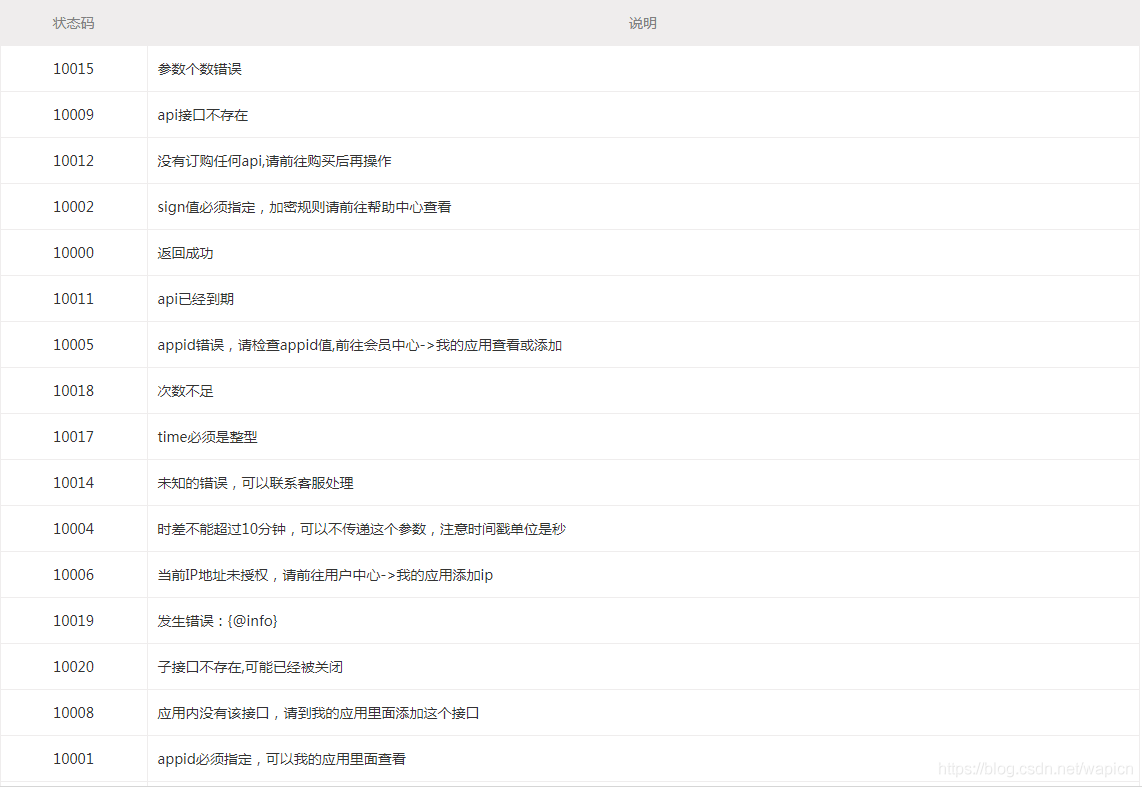 状态码 说明
10015 参数个数错误
10009 api接口不存在
10012 没有订购任何api,请前往购买后再操作
10002 sign值必须指定，加密规则请前往帮助中心查看
10000 返回成功
10011 api已经到期
10005 appid错误，请检查appid值,前往会员中心->我的应用查看或添加
10018 次数不足
10017 time必须是整型
10014 未知的错误，可以联系客服处理
10004 时差不能超过10分钟，可以不传递这个参数，注意时间戳单位是秒
10006 当前IP地址未授权，请前往用户中心->我的应用添加ip
10019 发生错误：{@info}
10020 子接口不存在,可能已经被关闭
10008 应用内没有该接口，请到我的应用里面添加这个接口
10001 appid必须指定，可以我的应用里面查看
https://blog.csdn.net/wapicn